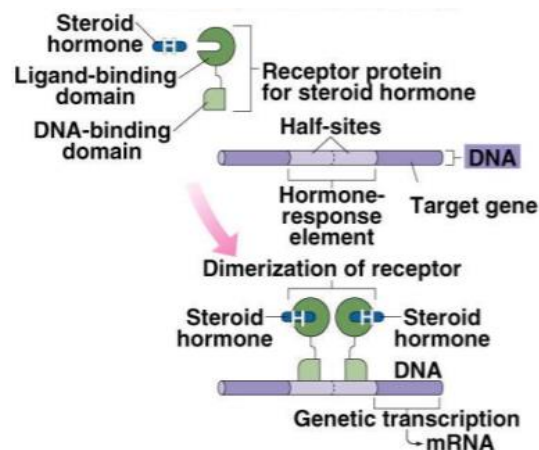 Steroid
hormone
H
Ligand-binding
domain
DNA-binding
domain
Receptor protein
for steroid hormone
Half-sites
DNA
Hormone-
response
element
Target gene
Dimerization of receptor
Steroid
hormone
H
H
Steroid
hormone
DNA
Genetic transcription
mRNA